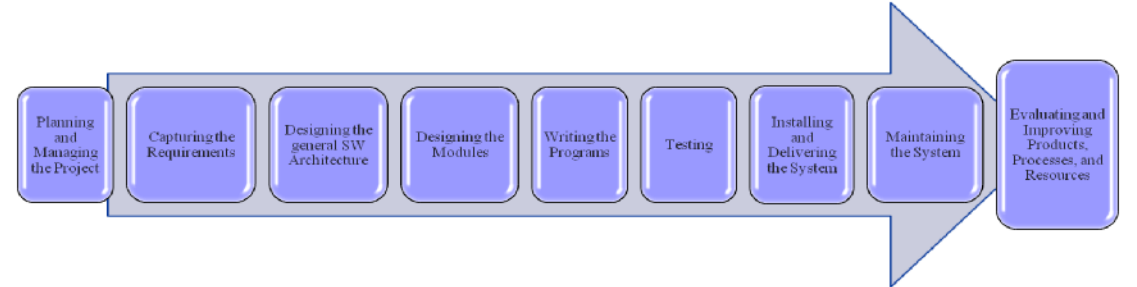 Planning
and
Managing
the Project
Capturing the
Requirements
Designing the
general SW
Architecture
Designing the
Modules
Writing the
Programs
Testing
Installing
and
Delivering
the System
Maintaining
the System
Evaluating and
Improving
Products,
Processes, and
Resources